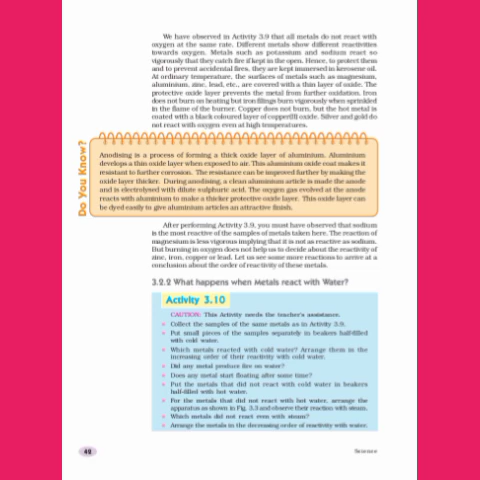 We have observed in Activity 3.9 that all metals do not react with
oxygen at the same rate. Different metals show different reactivities
towards oxygen. Metals such as potassium and sodium react so
vigorously that they catch fire if kept in the open. Hence, to protect them
and to prevent accidental fires, they are kept immersed in kerosene oil.
At ordinary temperature, the surfaces of metals such as magnesium,
aluminium, zinc, lead, etc., are covered with a thin layer of oxide. The
protective oxide layer prevents the metal from further oxidation. Iron
does not burn on heating but iron filings burn vigorously when sprinkled
in the flame of the burner. Copper does not burn, but the hot metal is
coated with a black coloured layer of copper(II) oxide. Silver and gold do
not react with oxygen even at high temperatures.
Do You Know?
Anodising is a process of forming a thick oxide layer of aluminium. Aluminium
develops a thin oxide layer when exposed to air. This aluminium oxide coat makes it
resistant to further corrosion. The resistance can be improved further by making the
oxide layer thicker. During anodising, a clean aluminium article is made the anode
and is electrolysed with dilute sulphuric acid. The oxygen gas evolved at the anode
reacts with aluminium to make a thicker protective oxide layer. This oxide layer can
be dyed easily to give aluminium articles an attractive finish.
After performing Activity 3.9, you must have observed that sodium
is the most reactive of the samples of metals taken here. The reaction of
magnesium is less vigorous implying that it is not as reactive as sodium.
But burning in oxygen does not help us to decide about the reactivity of
zinc, iron, copper or lead. Let us see some more reactions to arrive at a
conclusion about the order of reactivity of these metals.
3.2.2 What happens when Metals react with Water?
Activity 3.10
CAUTION: This Activity needs the teacher's assistance.
Collect the samples of the same metals as in Activity 3.9.
Put small pieces of the samples separately in beakers half-filled
with cold water.
Which metals reacted with cold water? Arrange them in the
increasing order of their reactivity with cold water.
Did any metal produce fire on water?
Does any metal start floating after some time?
Put the metals that did not react with cold water in beakers
half-filled with hot water.
For the metals that did not react with hot water, arrange the
apparatus as shown in Fig. 3.3 and observe their reaction with steam.
Which metals did not react even with steam?
Arrange the metals in the decreasing order of reactivity with water.
42
Science